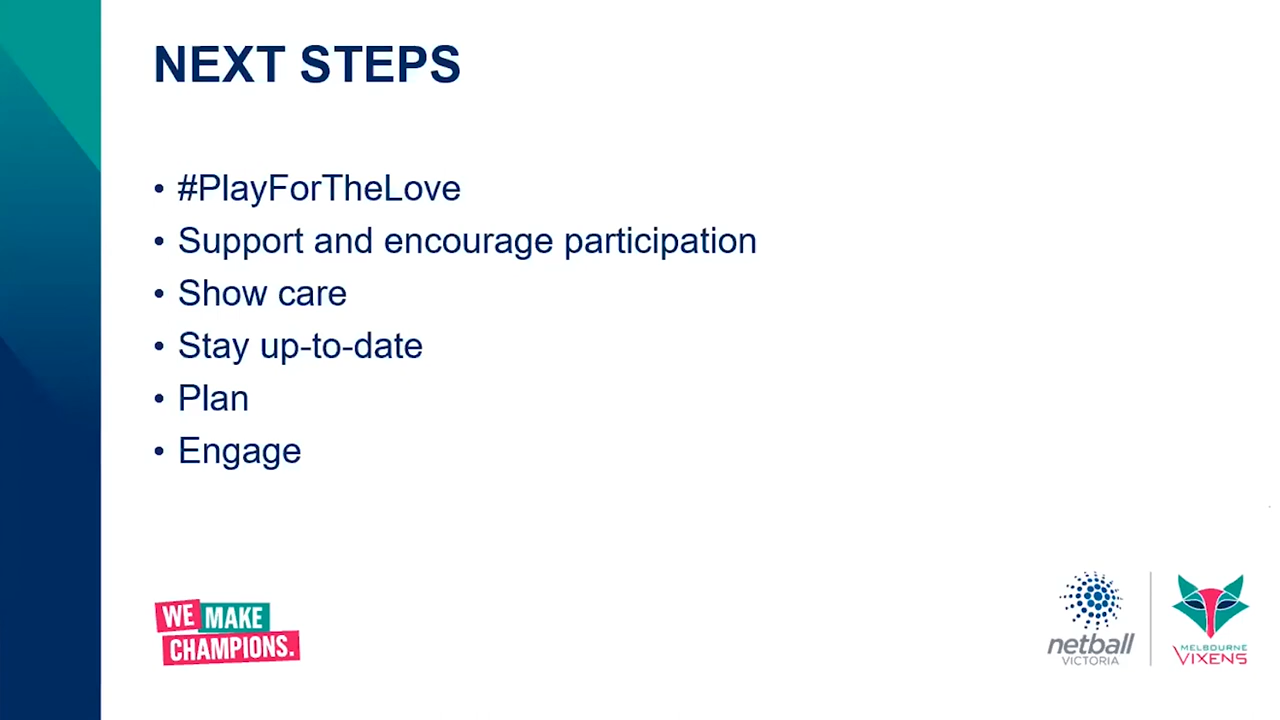 NEXT STEPS
• #PlayForTheLove
• Support and encourage participation
• Show care
• Stay up-to-date
• Plan
• Engage
WE MAKE
CHAMPIONS.
netball
VICTORIA
MELBOURNE
VIXENS